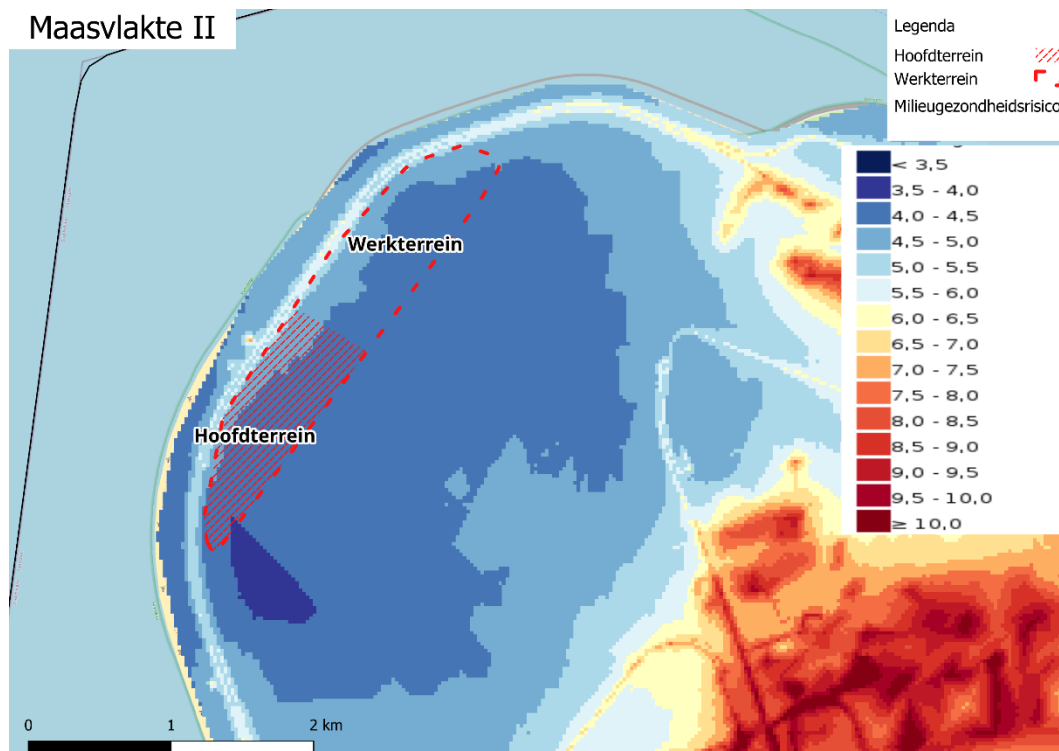 Maasvlakte II
Legenda
Hoofdterrein
Werkterrein
Milieugezondheidsrisico
< 3,5
3,5 - 4,0
4,0 - 4,5
4,5 - 5,0
5,0 - 5,5
5,5 - 6,0
6,0 - 6,5
6,5 - 7,0
7,0 - 7,5
7,5 - 8,0
8,0 - 8,5
8,5 - 9,0
9,0 - 9,5
9,5 - 10,0
≥ 10,0
Werkterrein
Hoofdterrein
0 1 2 km